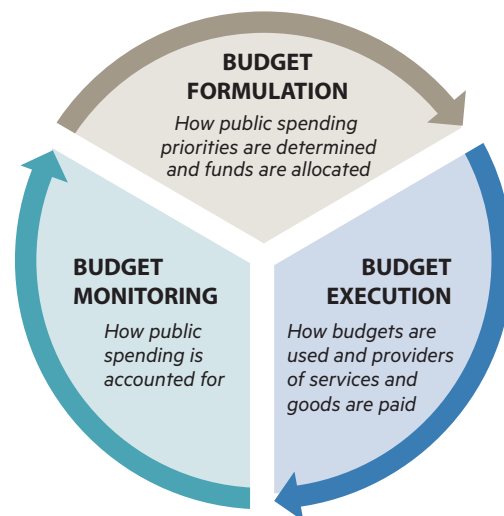 BUDGET
FORMULATION
How public spending
priorities are determined
and funds are allocated
BUDGET
EXECUTION
How budgets are
used and providers
of services and
goods are paid
BUDGET
MONITORING
How public
spending is
accounted for